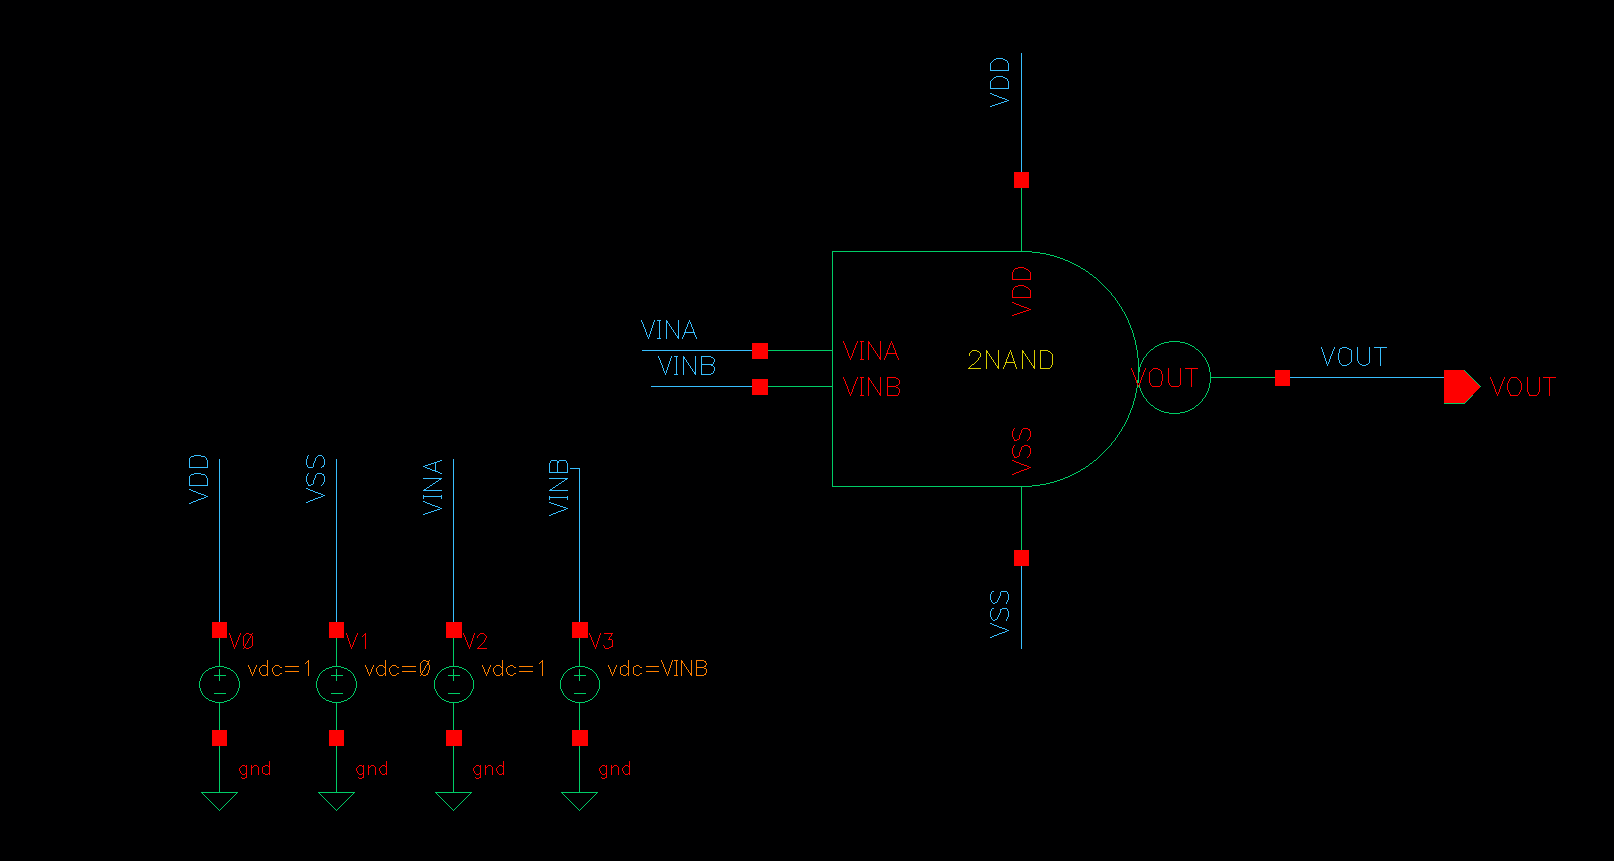 VDD
VDD
VINA
VINB
VINA
VINB
2NAND
VOUT
VOUT
VOUT
VSS
VSS
VDD
VSS
VINA
VINB
V0
V1
V2
V3
vdc=1
vdc=0
vdc=1
vdc=VINB
gnd
gnd
gnd
gnd